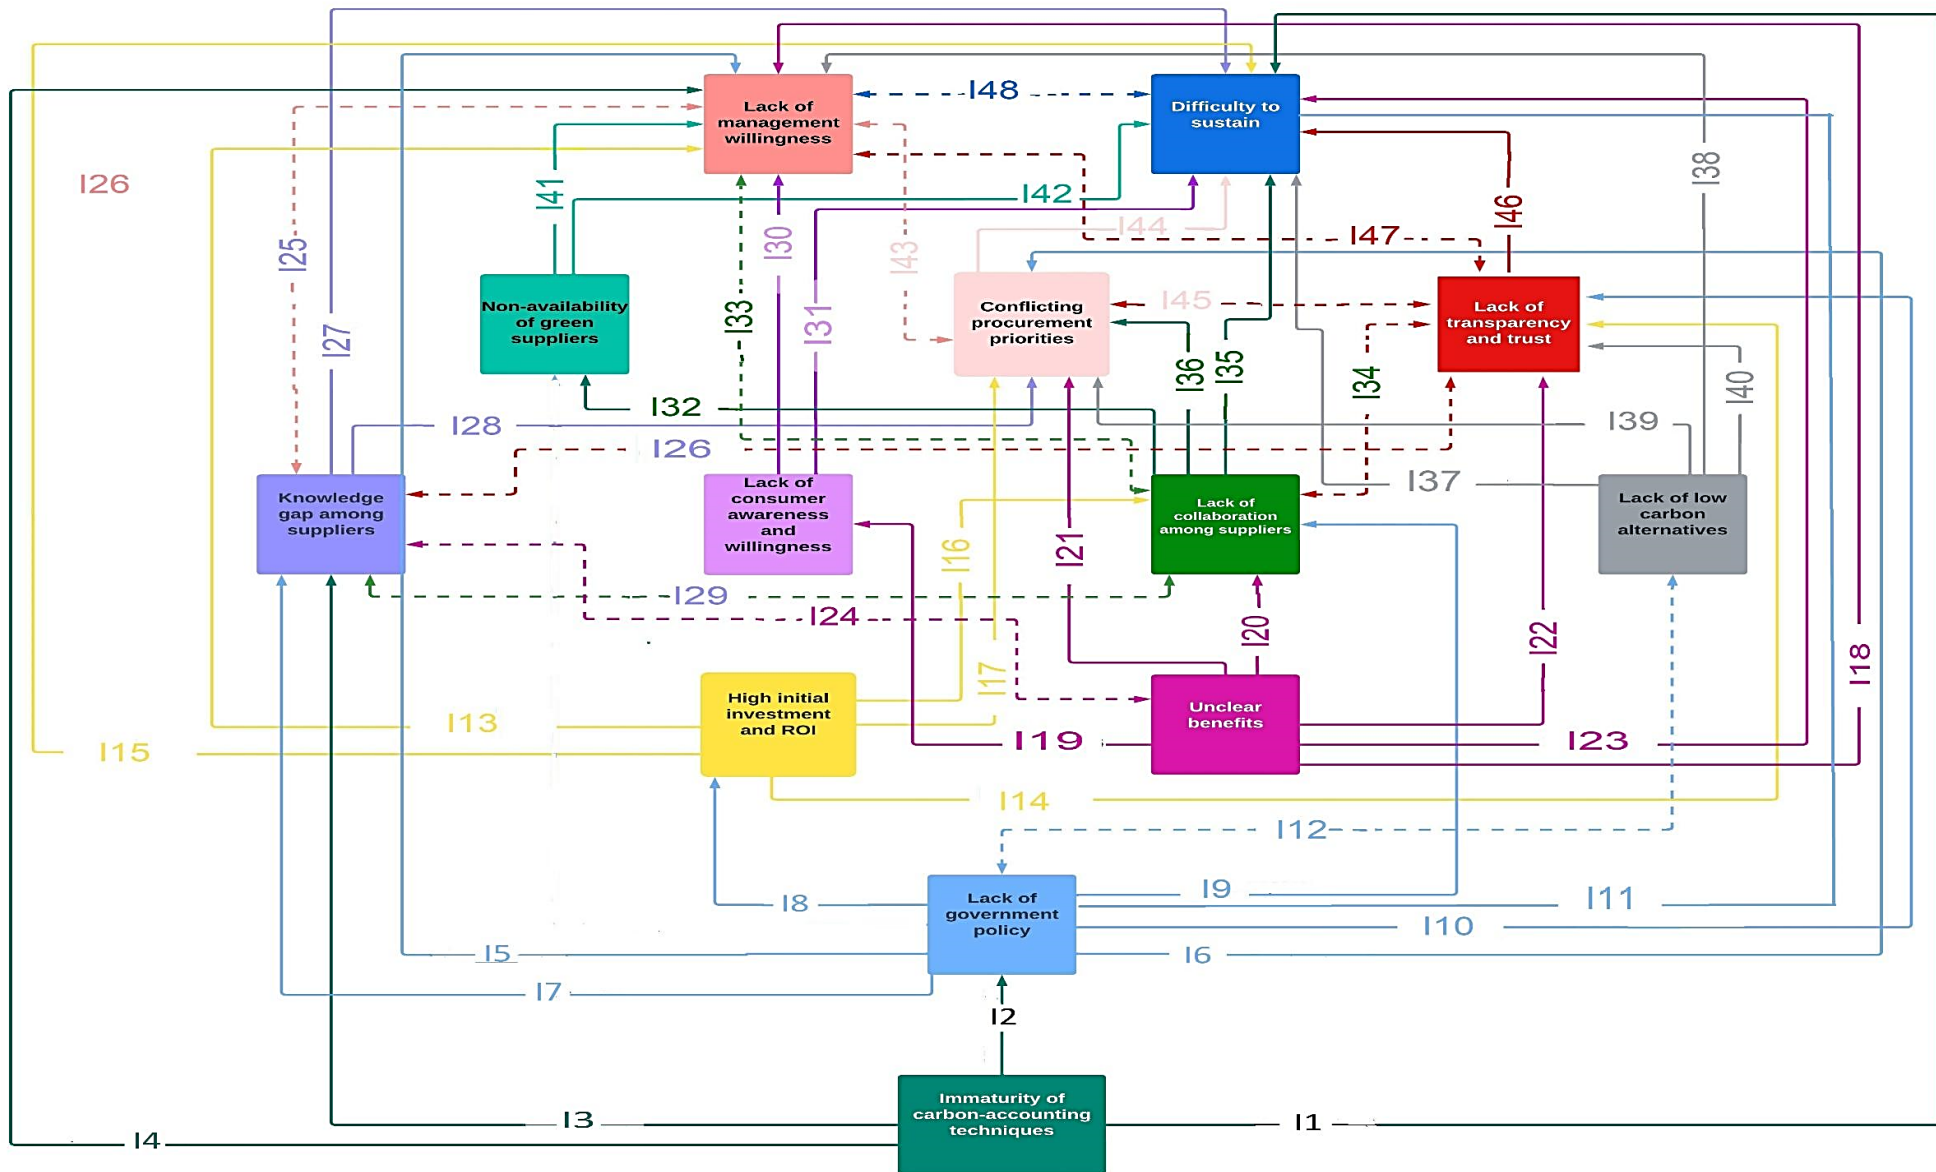 I48
Lack of
management
willingness
Difficulty to
sustain
I26
I38
I41
I42
I46
I44
I47
I25
I30
I43
I27
I33
I31
Non-availability
of green
suppliers
Conflicting
procurement
priorities
I45
Lack of
transparency
and trust
I36
I35
I34
I40
I32
I28
I39
I26
I37
Knowledge
gap among
suppliers
Lack of
consumer
awareness
and
willingness
I16
I21
Lack of
collaboration
among suppliers
Lack of low
carbon
alternatives
I29
I24
I20
I22
I18
I17
High initial
investment
and ROI
Unclear
benefits
I13
I15
I19
I23
I14
I12
Lack of
government
policy
I8
I9
I11
I10
I5
I6
I7
I2
Immaturity of
carbon-accounting
techniques
I3
I1
I4